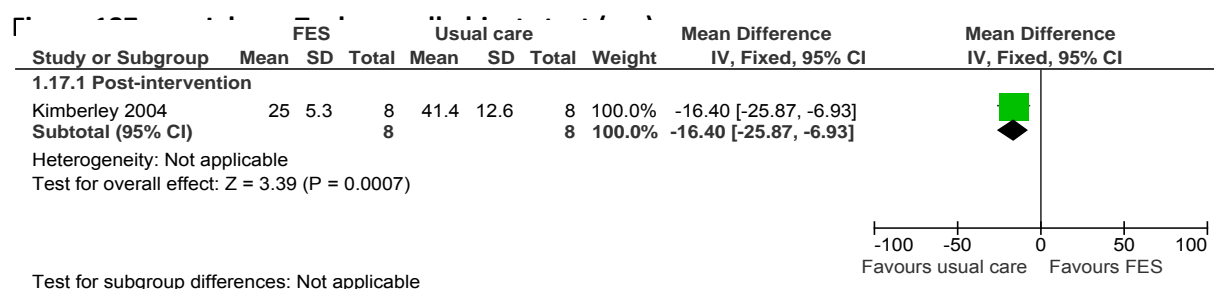 FES Usual care Mean Difference Mean Difference
Study or Subgroup Mean SD Total Mean SD Total Weight IV, Fixed, 95% CI IV, Fixed, 95% CI
1.17.1 Post-intervention
Kimberley 2004 25 5.3 8 41.4 12.6 8 100.0% -16.40 [-25.87, -6.93]
Subtotal (95% CI) 8 8 100.0% -16.40 [-25.87, -6.93]
Heterogeneity: Not applicable
Test for overall effect: Z = 3.39 (P = 0.0007)
-100 -50 0 50 100
Favours usual care Favours FES
Test for subgroup differences: Not applicable